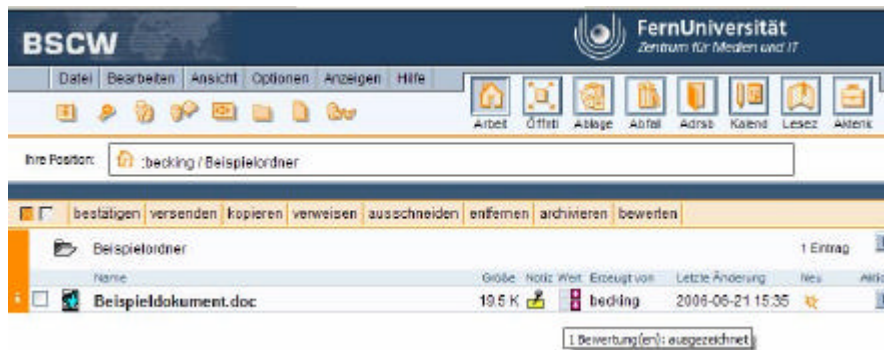 BSCW
FernUniversität
Zentrum für Medien und IT
Datei Bearbeiten Ansicht Optionen Anzeigen Hilfe
Arbeit Öffntl Ablage Abfall Adrsb Kalend Lesez Aktenk
Ihre Position: :becking / Beispielordner
bestätigen versenden kopieren verweisen ausschneiden entfernen archivieren bewerten
Beispielordner 1 Eintrag
Name Größe Notiz Wert Erzeugt von Letzte Änderung Neu
Beispieldokument.doc 19.5 K becking 2006-06-21 15:35
1 Bewertung(en): ausgezeichnet